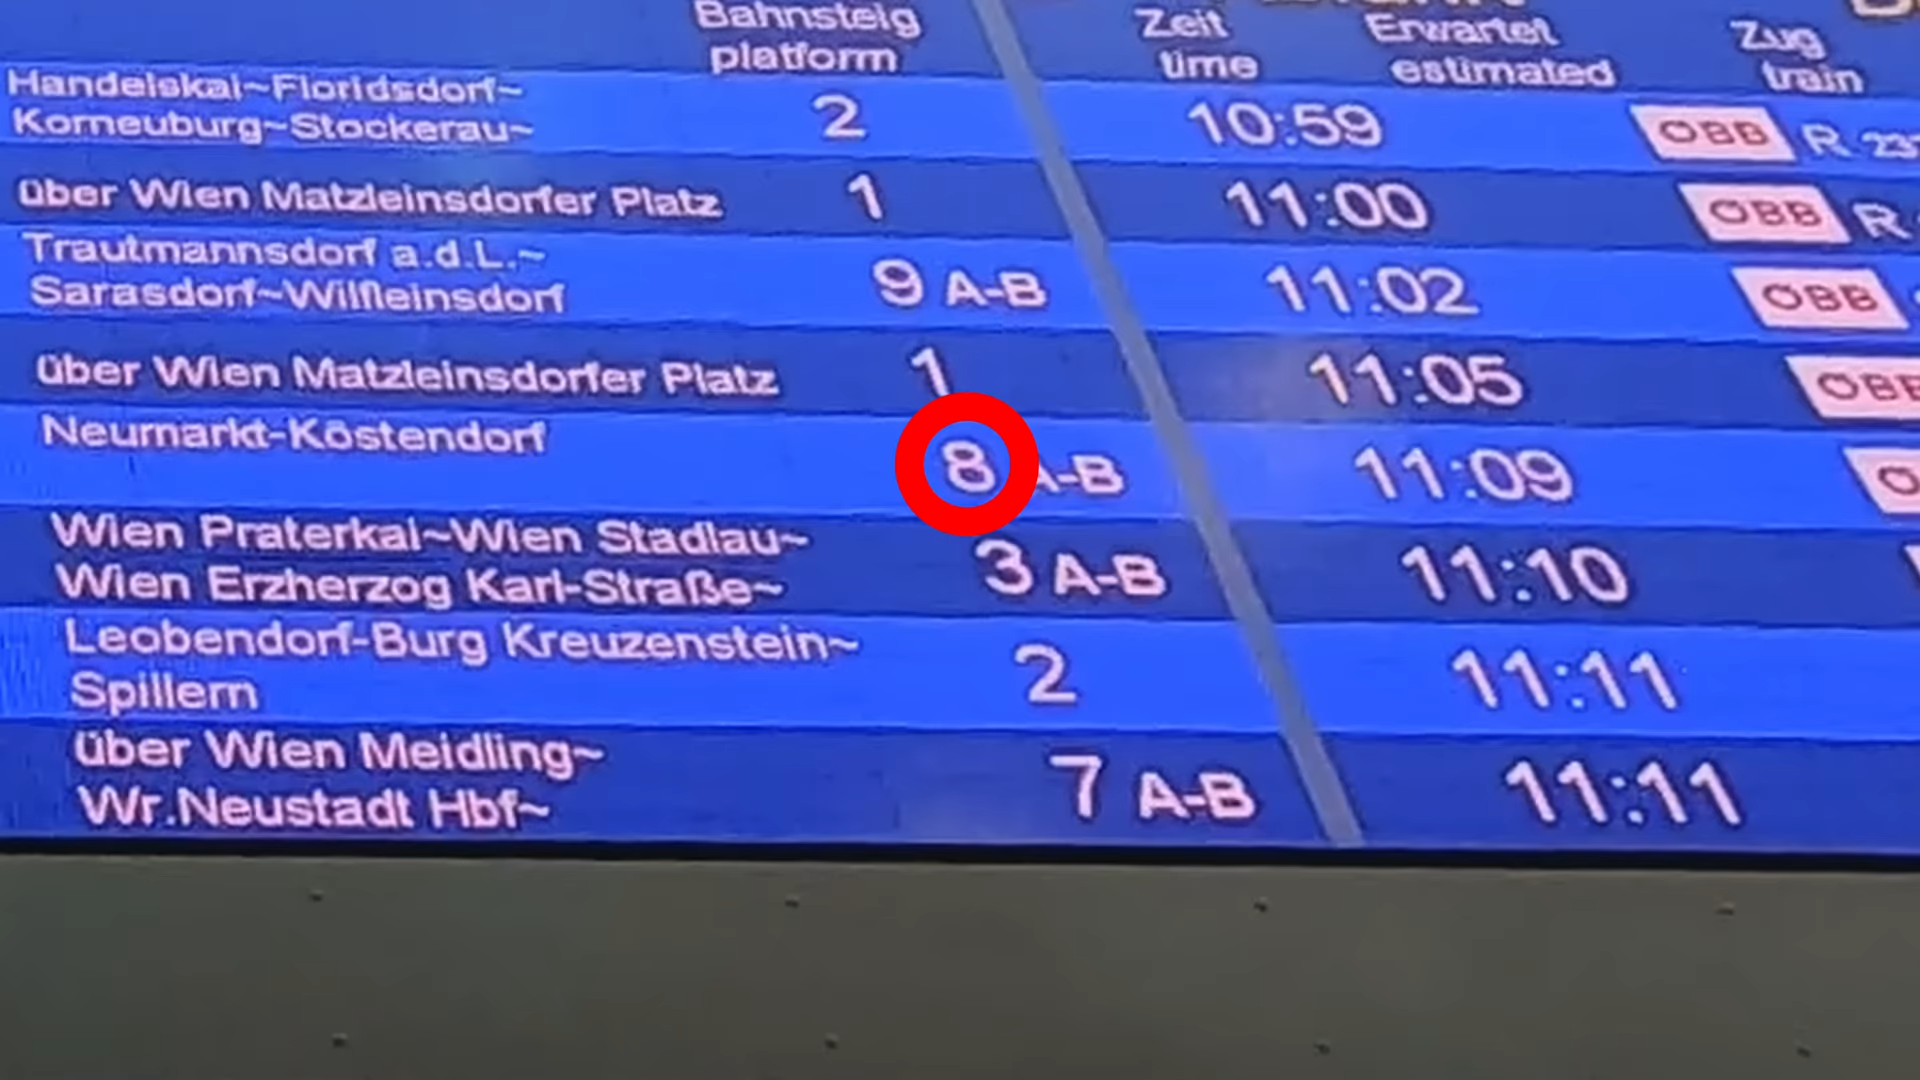 Bahnsteig Zeit Erwartet Zug
platform time estimated train
Handelskai~Floridsdorf~
Korneuburg~Stockerau~ 2 10:59 ÖBB R
über Wien Matzleinsdorfer Platz 1 11:00 ÖBB R
Trautmannsdorf a.d.L.~
Sarasdorf~Wilfleinsdorf 9 A-B 11:02 ÖBB
über Wien Matzleinsdorfer Platz 1 11:05 ÖBB
Neumarkt-Köstendorf 8 A-B 11:09
Wien Praterkai~Wien Stadlau~
Wien Erzherzog Karl-Straße~ 3 A-B 11:10
Leobendorf-Burg Kreuzenstein~
Spillern 2 11:11
über Wien Meidling~
Wr.Neustadt Hbf~ 7 A-B 11:11